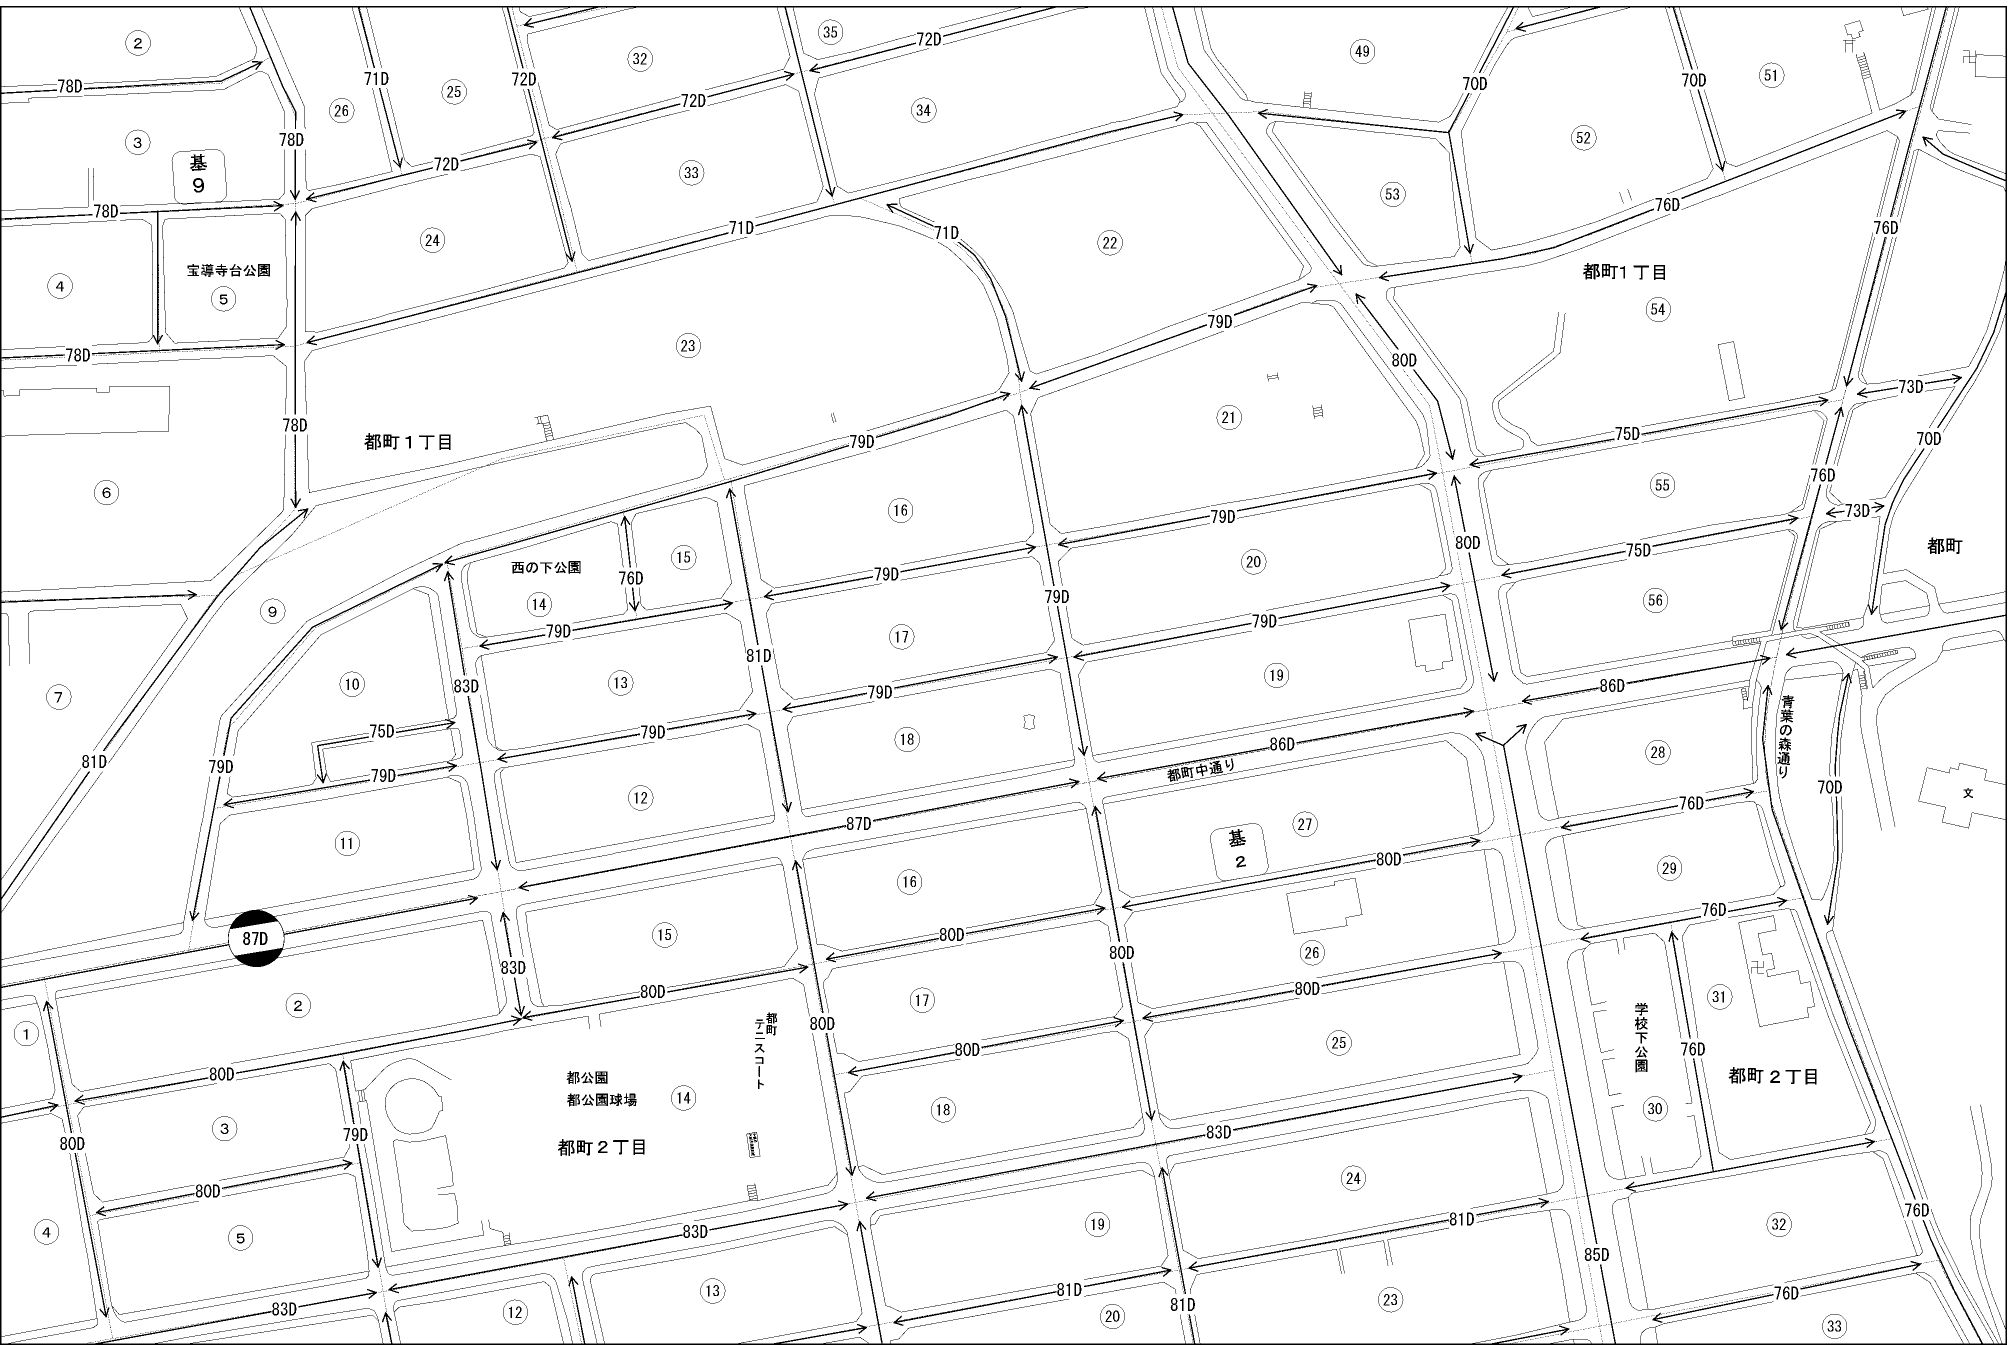 35
72D
49
2
32
51
78D
71D
25
72D
70D
70D
26
72D
34
3
78D
52
基
9
72D
33
53
78D
76D
24
71D
71D
22
76D
宝導寺台公園
4
5
都町1丁目
54
23
79D
78D
80D
73D
78D
都町1丁目
79D
21
75D
70D
6
76D
55
16
79D
73D
80D
75D
都町
15
西の下公園
76D
79D
20
9
14
79D
56
79D
79D
17
81D
7
10
83D
13
79D
19
86D
75D
79D
18
86D
青葉の森通り
28
81D
79D
79D
都町中通り
70D
文
12
87D
27
76D
11
基
2
80D
29
16
76D
87D
15
80D
83D
80D
26
2
80D
17
80D
31
1
80D
都町
テニスコート
25
学校下公園
80D
76D
80D
都公園
都公園球場
14
都町2丁目
18
30
3
79D
80D
都町2丁目
83D
24
80D
4
5
83D
19
81D
32
76D
85D
83D
12
13
81D
81D
20
23
76D
33